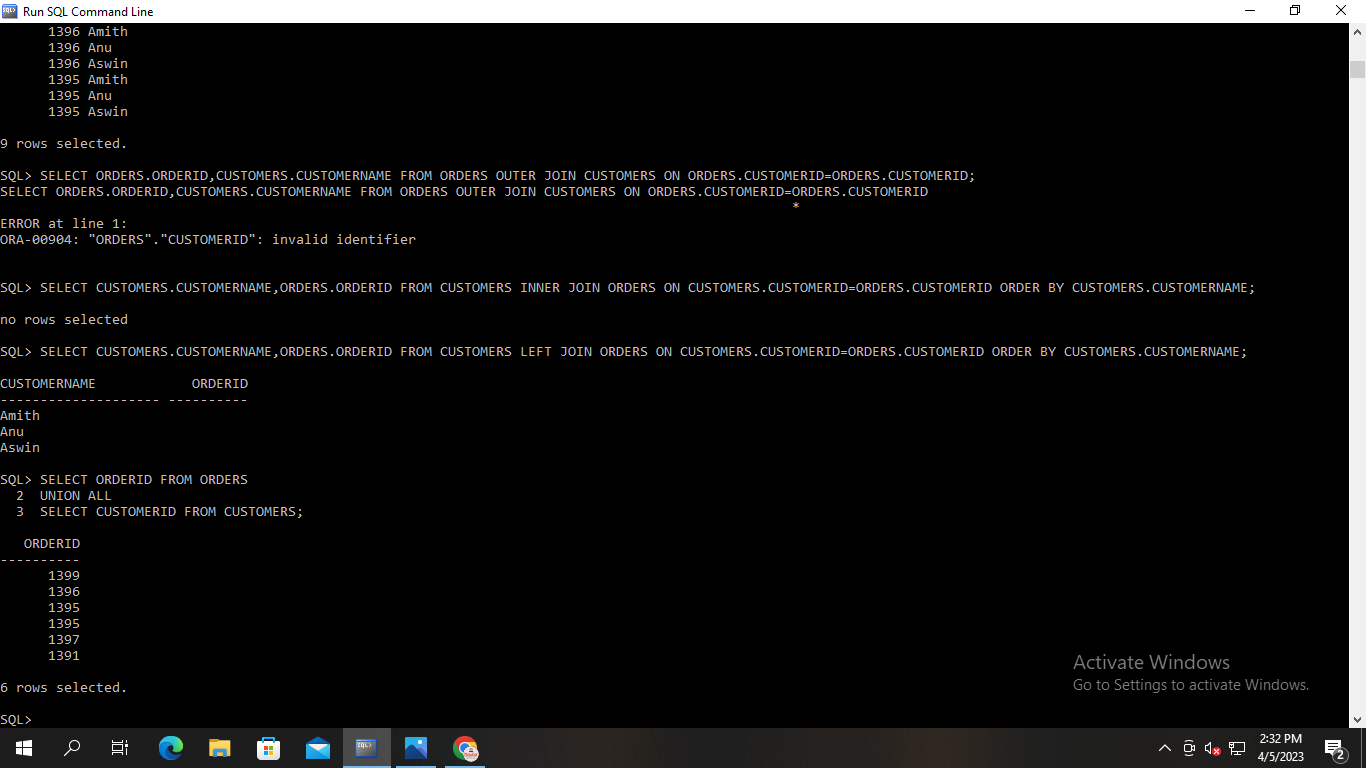 Run SQL Command Line
1396 Amith
1396 Anu
1396 Aswin
1395 Amith
1395 Anu
1395 Aswin
9 rows selected.
SQL> SELECT ORDERS.ORDERID,CUSTOMERS.CUSTOMERNAME FROM ORDERS OUTER JOIN CUSTOMERS ON ORDERS.CUSTOMERID=ORDERS.CUSTOMERID;
SELECT ORDERS.ORDERID,CUSTOMERS.CUSTOMERNAME FROM ORDERS OUTER JOIN CUSTOMERS ON ORDERS.CUSTOMERID=ORDERS.CUSTOMERID
*
ERROR at line 1:
ORA-00904: "ORDERS"."CUSTOMERID": invalid identifier
SQL> SELECT CUSTOMERS.CUSTOMERNAME,ORDERS.ORDERID FROM CUSTOMERS INNER JOIN ORDERS ON CUSTOMERS.CUSTOMERID=ORDERS.CUSTOMERID ORDER BY CUSTOMERS.CUSTOMERNAME;
no rows selected
SQL> SELECT CUSTOMERS.CUSTOMERNAME,ORDERS.ORDERID FROM CUSTOMERS LEFT JOIN ORDERS ON CUSTOMERS.CUSTOMERID=ORDERS.CUSTOMERID ORDER BY CUSTOMERS.CUSTOMERNAME;
CUSTOMERNAME ORDERID
-------------------- ----------
Amith
Anu
Aswin
SQL> SELECT ORDERID FROM ORDERS
2 UNION ALL
3 SELECT CUSTOMERID FROM CUSTOMERS;
ORDERID
----------
1399
1396
1395
1395
1397
1391
6 rows selected.
SQL>
Activate Windows
Go to Settings to activate Windows.
2:32 PM
4/5/2023
2